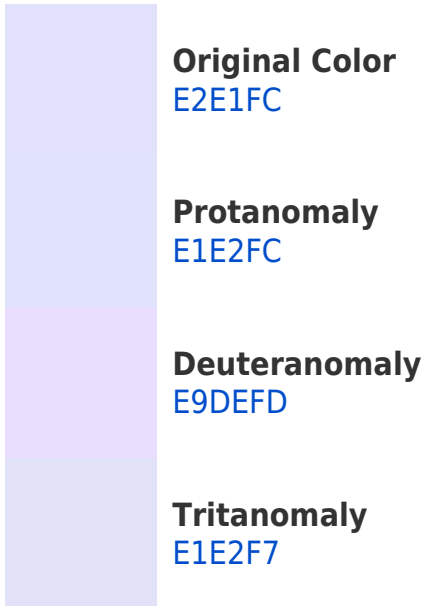 Original Color
E2E1FC
Protanomaly
E1E2FC
Deuteranomaly
E9DEFD
Tritanomaly
E1E2F7